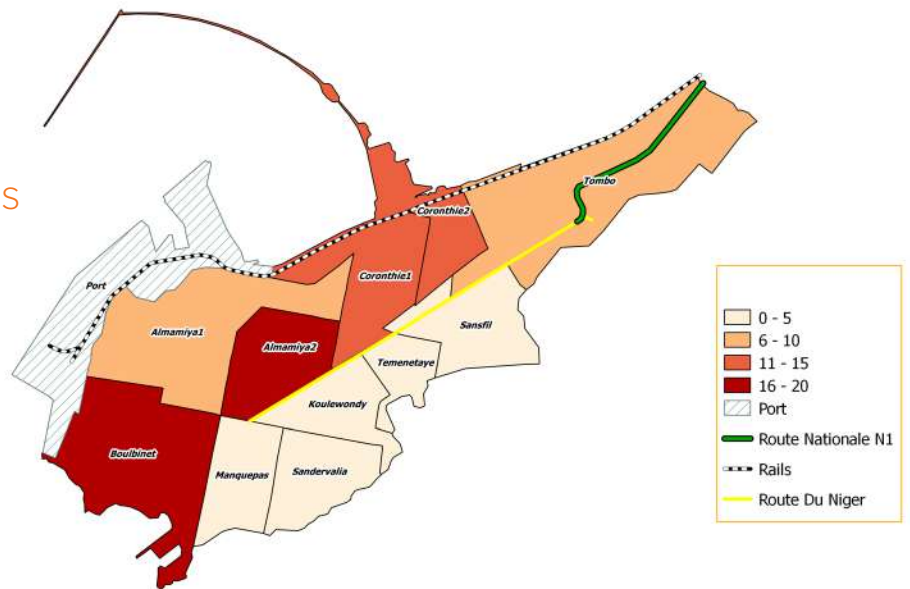 S
Tombo
Coronthie2
Port
Coronthie1
Sansfil
Almamiya1
Almamiya2
Temenetaye
Koulewondy
Boulbinet
Manquepas
Sandervalia
0 - 5
6 - 10
11 - 15
16 - 20
Port
Route Nationale N1
Rails
Route Du Niger